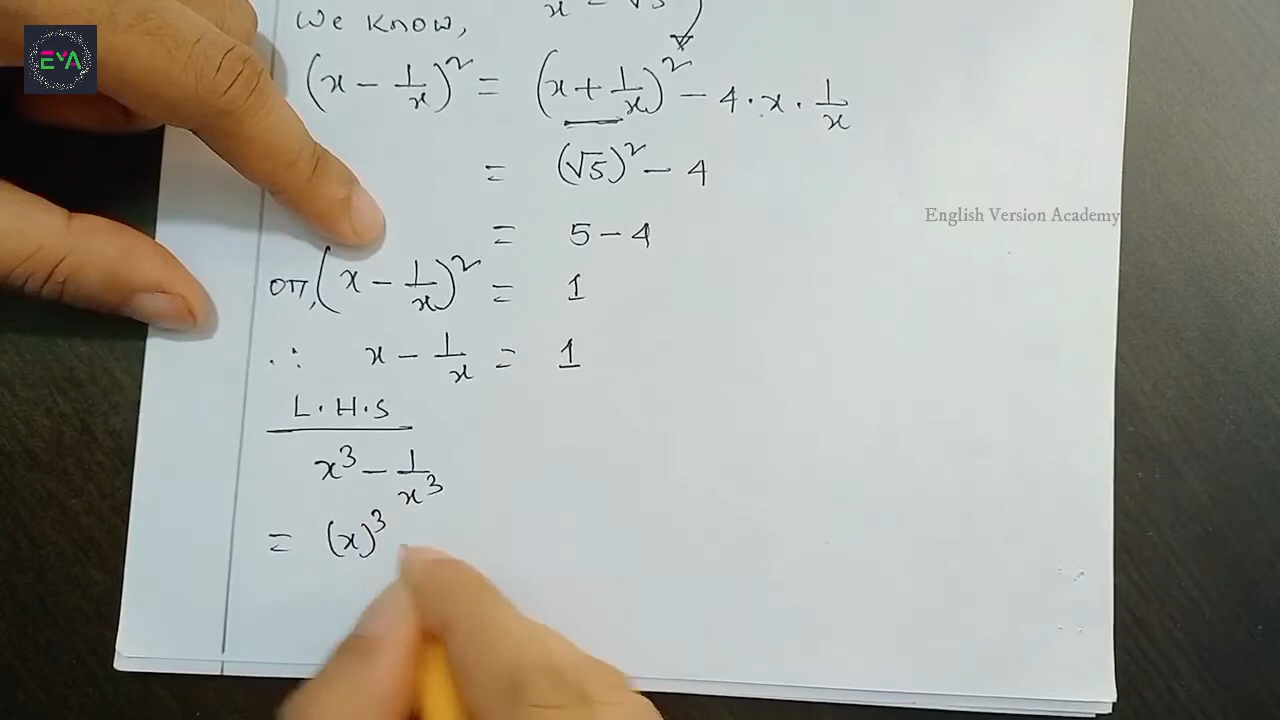 EYA
We know,
(x - 1/x)² = (x + 1/x)² - 4 · x · 1/x
= (√5)² - 4
English Version Academy
= 5 - 4
or, (x - 1/x)² = 1
∴ x - 1/x = 1
L.H.S
x³ - 1/x³
= (x)³